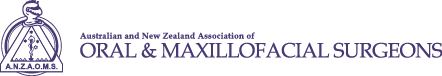 A.N.Z.A.O.M.S.
Australian and New Zealand Association of
ORAL & MAXILLOFACIAL SURGEONS